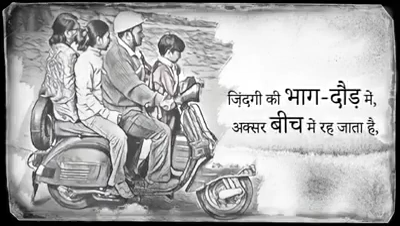 ज़िंदगी की भाग-दौड़ में,
अक्सर बीच में रह जाता है,